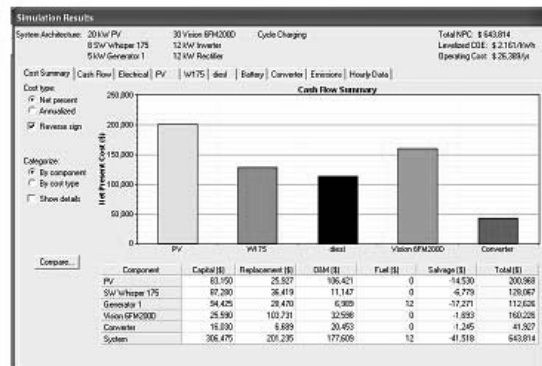 Simulation Results
System Architecture: 20 kW PV 30 Vision 6FM200D Cycle Charging Total NPC: $ 643,814
8 SW Whisper 175 12 kW Inverter Levelized COE: $ 2.161/kWh
5 kW Generator 1 12 kW Rectifier Operating Cost: $ 26,389/yr
Cost Summary Cash Flow Electrical PV W175 diesl Battery Converter Emissions Hourly Data
Cost type:
Net present
Annualized
Reverse sign
Categorize:
By component
By cost type
Show details
Compare...
Cash Flow Summary
Net Present Cost ($)
250,000
200,000
150,000
100,000
50,000
0
PV W175 diesl Vision 6FM200D Converter
Component Capital ($) Replacement ($) O&M ($) Fuel ($) Salvage ($) Total ($)
PV 83,150 25,927 106,421 0 -14,530 200,968
SW Whisper 175 87,280 36,419 11,147 0 -6,779 128,067
Generator 1 94,425 28,470 6,989 12 -17,271 112,626
Vision 6FM200D 25,590 103,731 32,598 0 -1,693 160,226
Converter 16,030 6,689 20,453 0 -1,245 41,927
System 306,475 201,235 177,609 12 -41,518 643,814